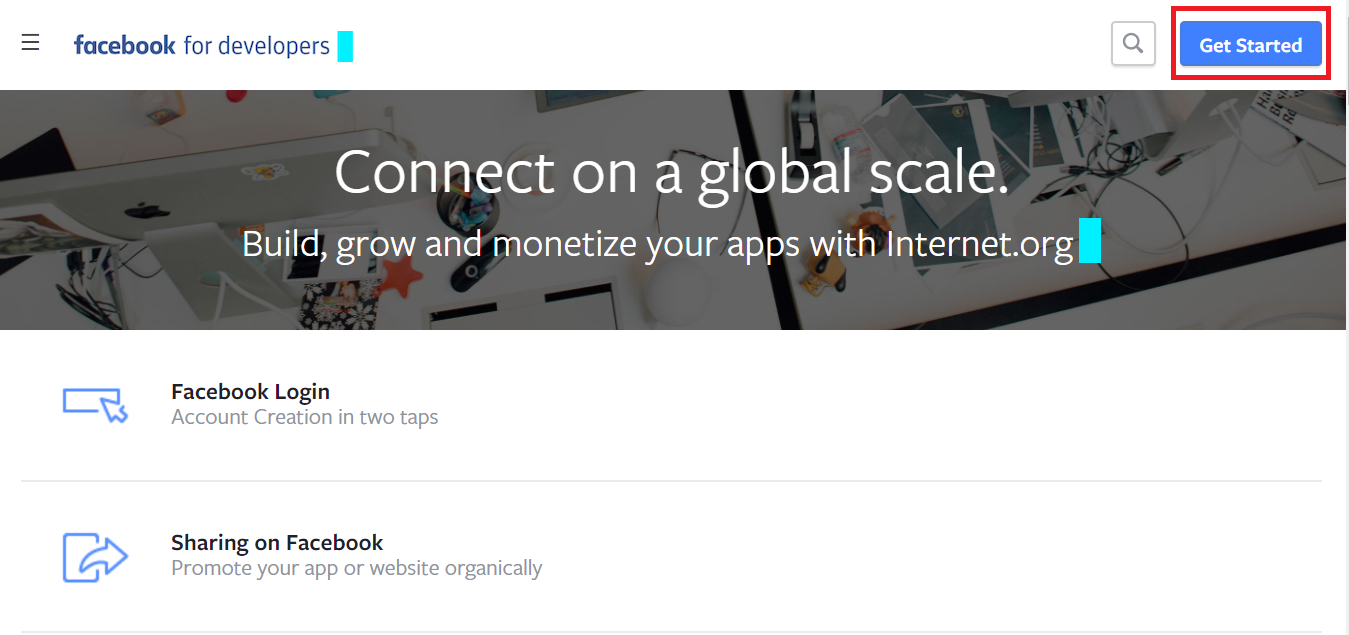 facebook for developers
Get Started
Connect on a global scale.
Build, grow and monetize your apps with Internet.org
Facebook Login
Account Creation in two taps
Sharing on Facebook
Promote your app or website organically